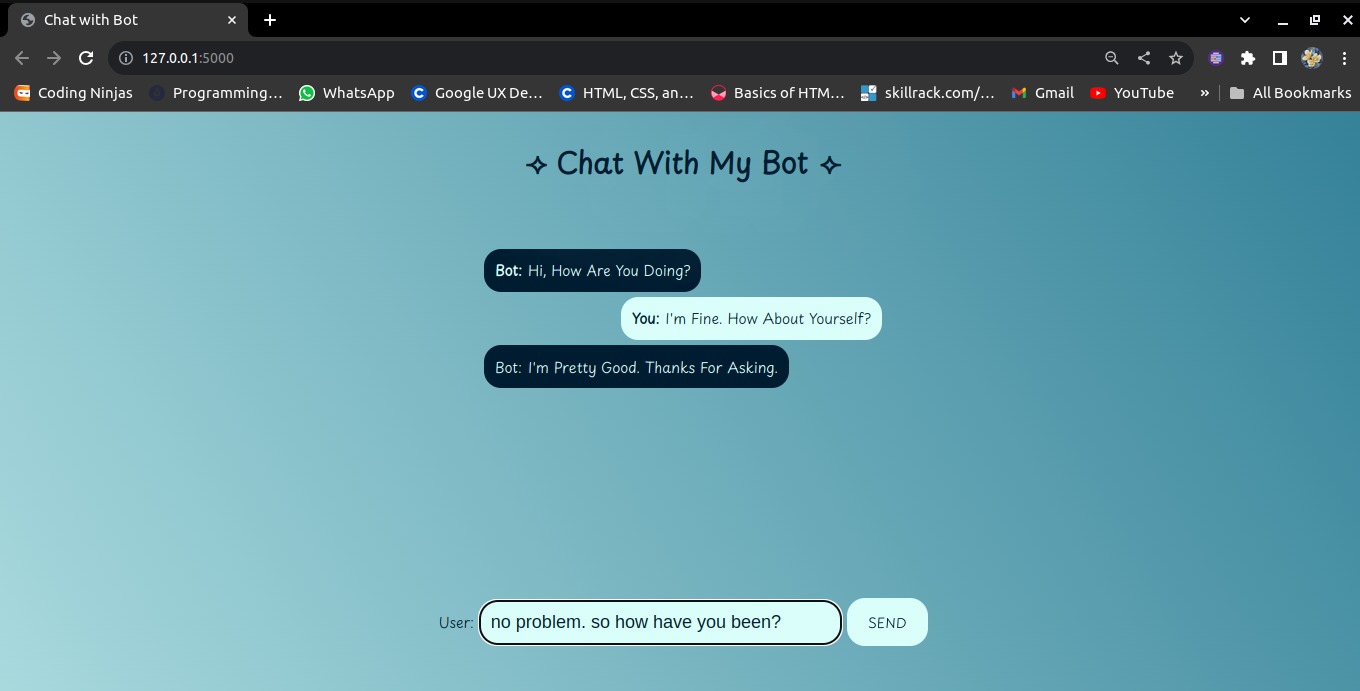 Chat with Bot
127.0.0.1:5000
Coding Ninjas Programming... WhatsApp Google UX De... HTML, CSS, an... Basics of HTM... skillrack.com/... Gmail YouTube » All Bookmarks
✧ Chat With My Bot ✧
Bot: Hi, How Are You Doing?
You: I'm Fine. How About Yourself?
Bot: I'm Pretty Good. Thanks For Asking.
User: no problem. so how have you been? SEND